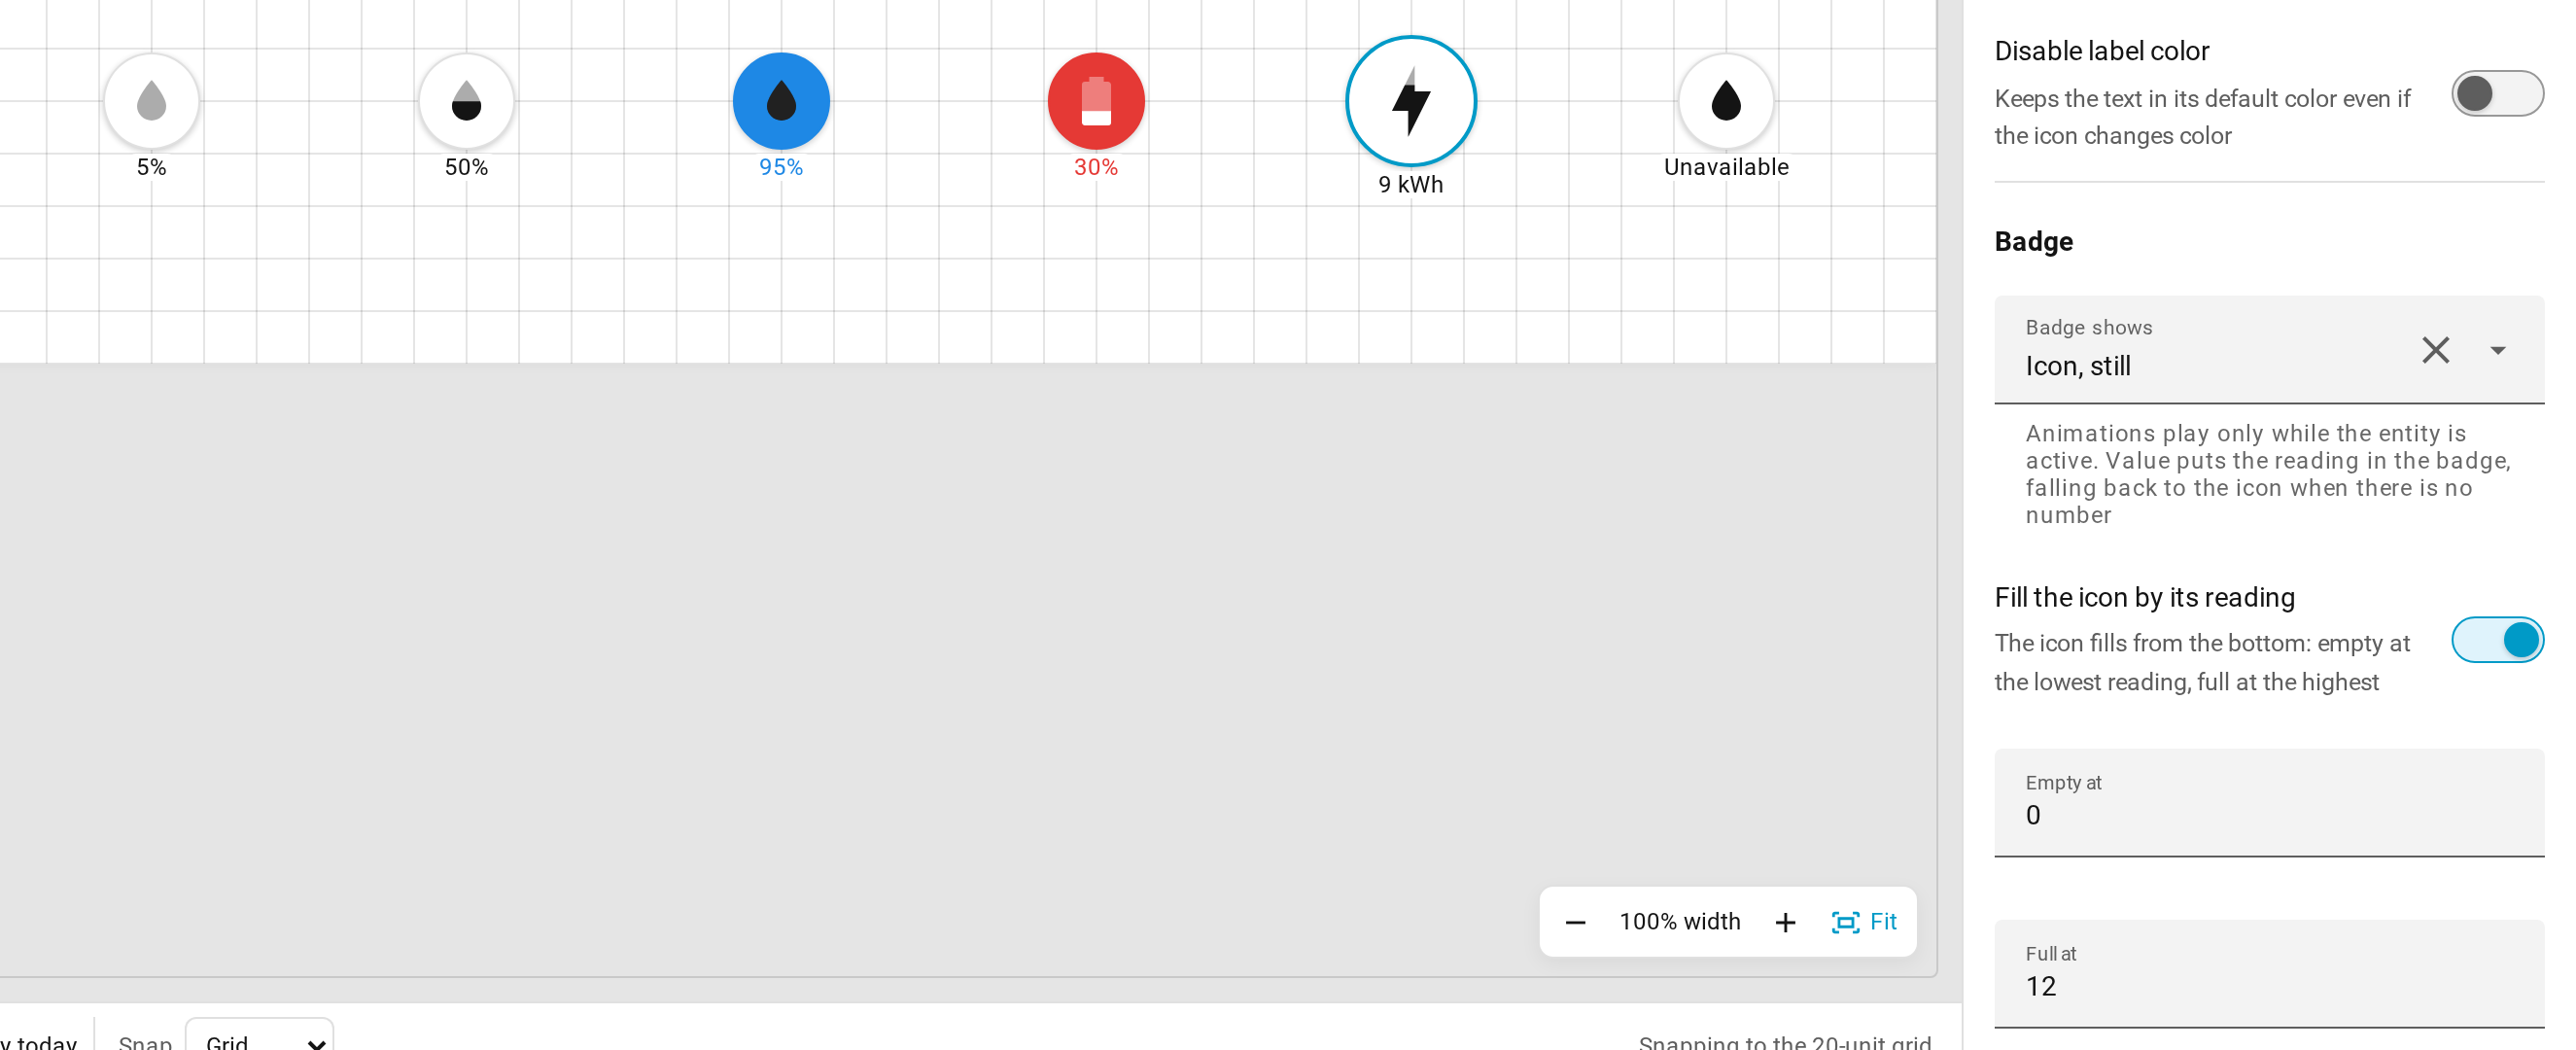 5%
50%
95%
30%
9 kWh
Unavailable
100% width
Fit
y today
Snap
Grid
Snapping to the 20-unit grid
Disable label color
Keeps the text in its default color even if
the icon changes color
Badge
Badge shows
Icon, still
Animations play only while the entity is
active. Value puts the reading in the badge,
falling back to the icon when there is no
number
Fill the icon by its reading
The icon fills from the bottom: empty at
the lowest reading, full at the highest
Empty at
0
Full at
12